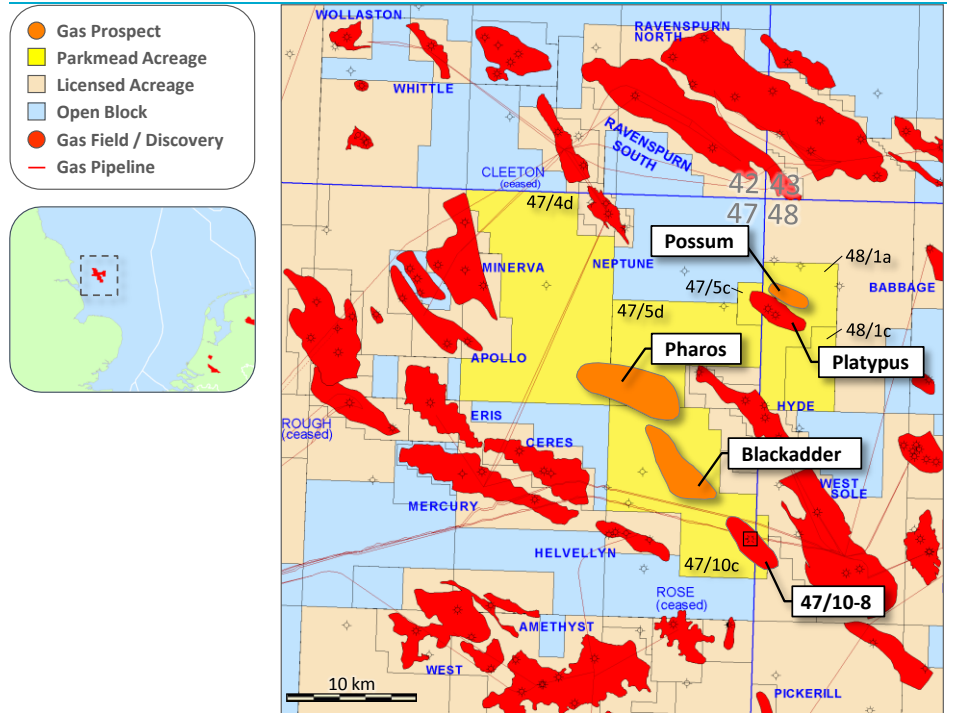 Gas Prospect
Parkmead Acreage
Licensed Acreage
Open Block
Gas Field / Discovery
Gas Pipeline
WOLLASTON
RAVENSPURN
NORTH
WHITTLE
RAVENSPURN
SOUTH
CLEETON
(ceased)
42 43
47 48
47/4d
Possum
48/1a
MINERVA
NEPTUNE
47/5c
BABBAGE
47/5d
48/1c
Pharos
Platypus
APOLLO
HYDE
ROUGH
(ceased)
ERIS
CERES
Blackadder
WEST
SOLE
MERCURY
HELVELLYN
47/10c
ROSE
(ceased)
47/10-8
AMETHYST
WEST
10 km
PICKERILL